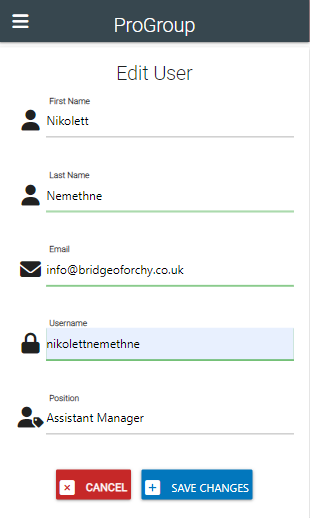 ProGroup
Edit User
First Name
Nikolett
Last Name
Nemethne
Email
info@bridgeoforchy.co.uk
Username
nikolettnemethne
Position
Assistant Manager
CANCEL
SAVE CHANGES